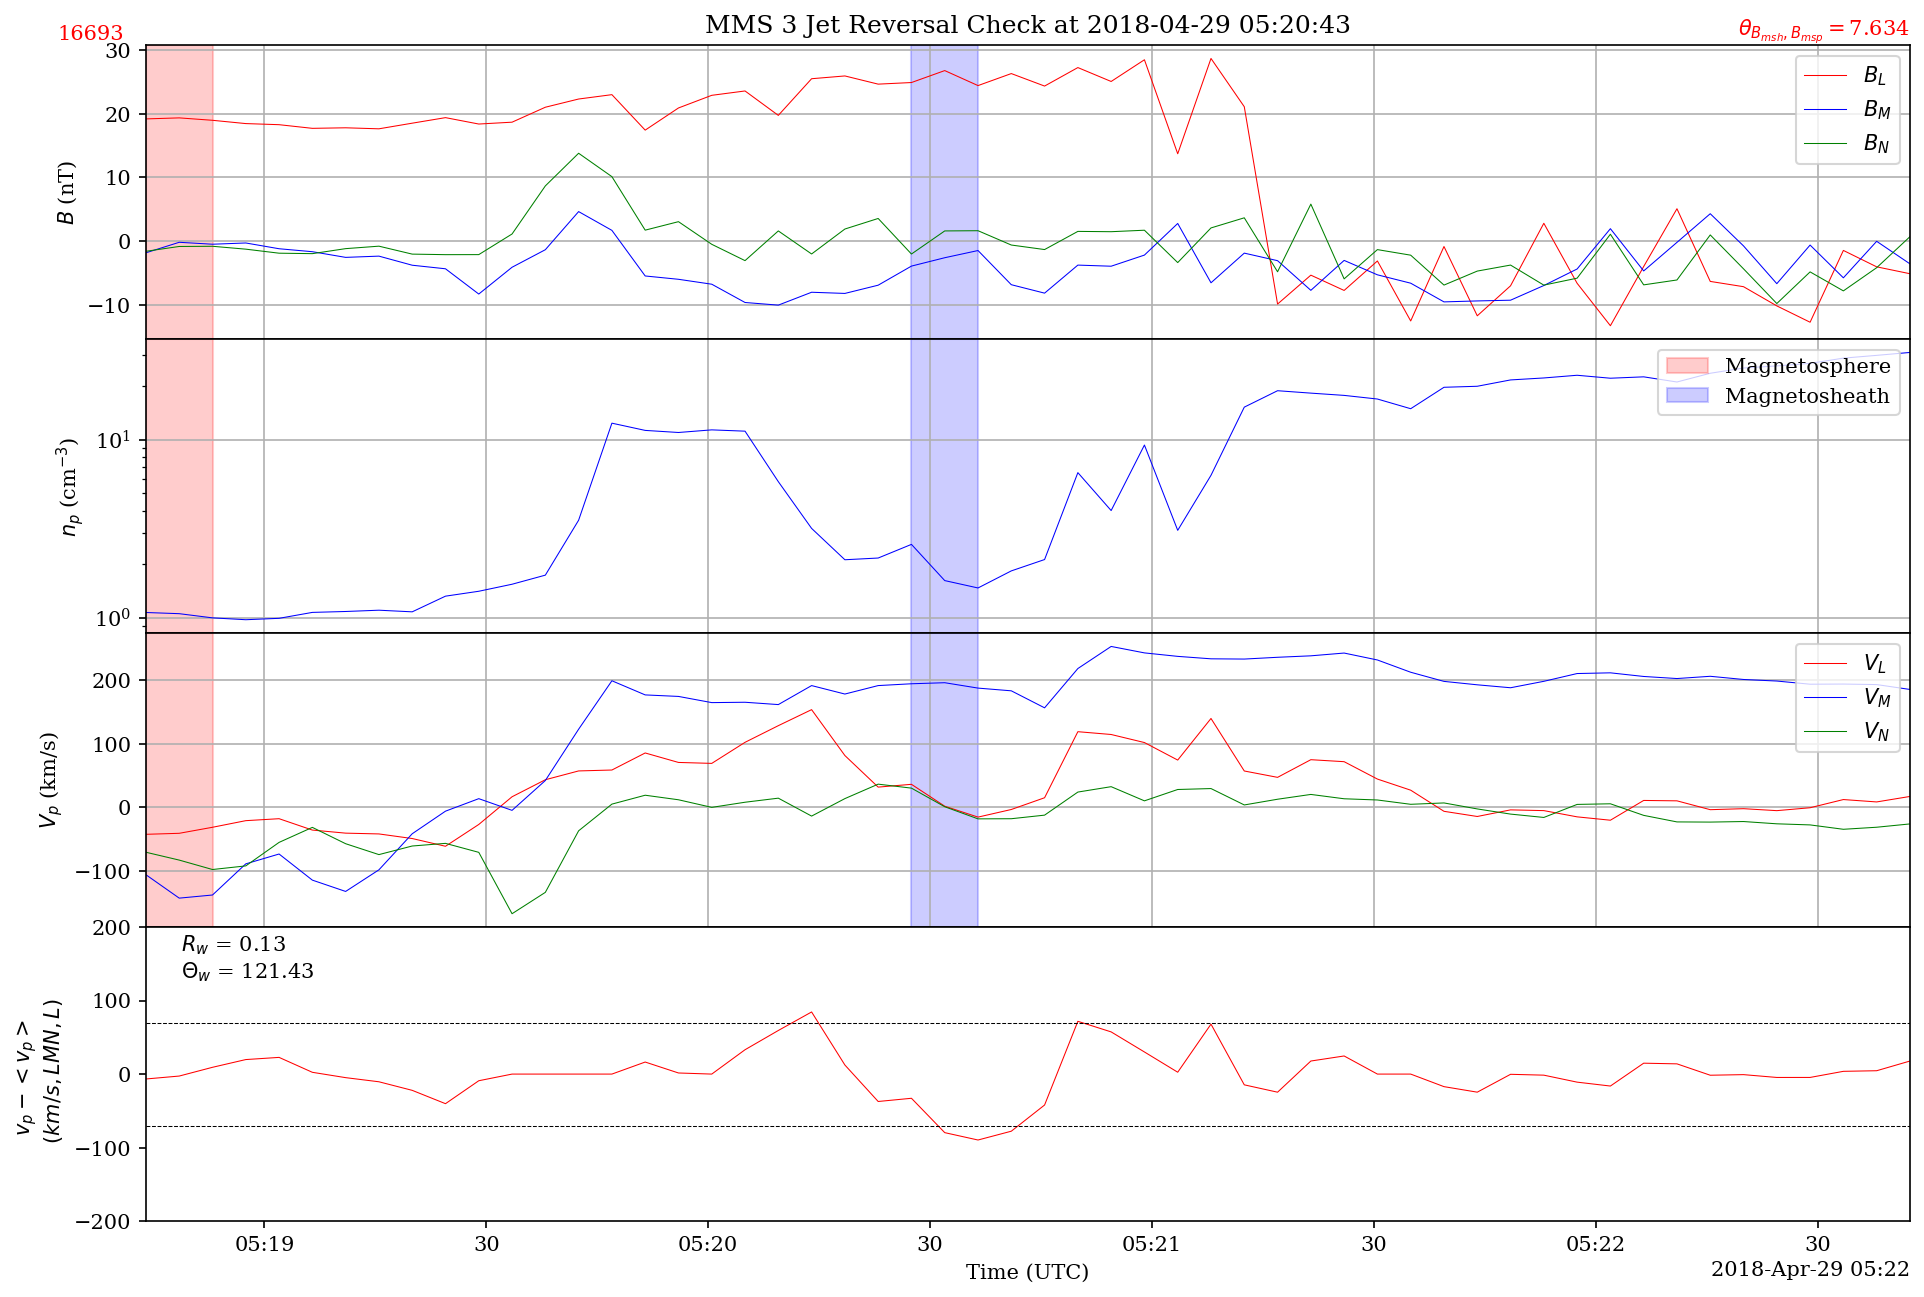 MMS 3 Jet Reversal Check at 2018-04-29 05:20:43
16693
θ_{B_{msh}, B_{msp}} = 7.634
30
20
10
0
−10
B (nT)
B_L
B_M
B_N
10^1
10^0
n_p (cm^{−3})
Magnetosphere
Magnetosheath
200
100
0
−100
V_p (km/s)
V_L
V_M
V_N
200
100
0
−100
−200
v_p − < v_p >
(km/s, LMN, L)
R_w = 0.13
Θ_w = 121.43
05:19
30
05:20
30
05:21
30
05:22
30
Time (UTC)
2018-Apr-29 05:22